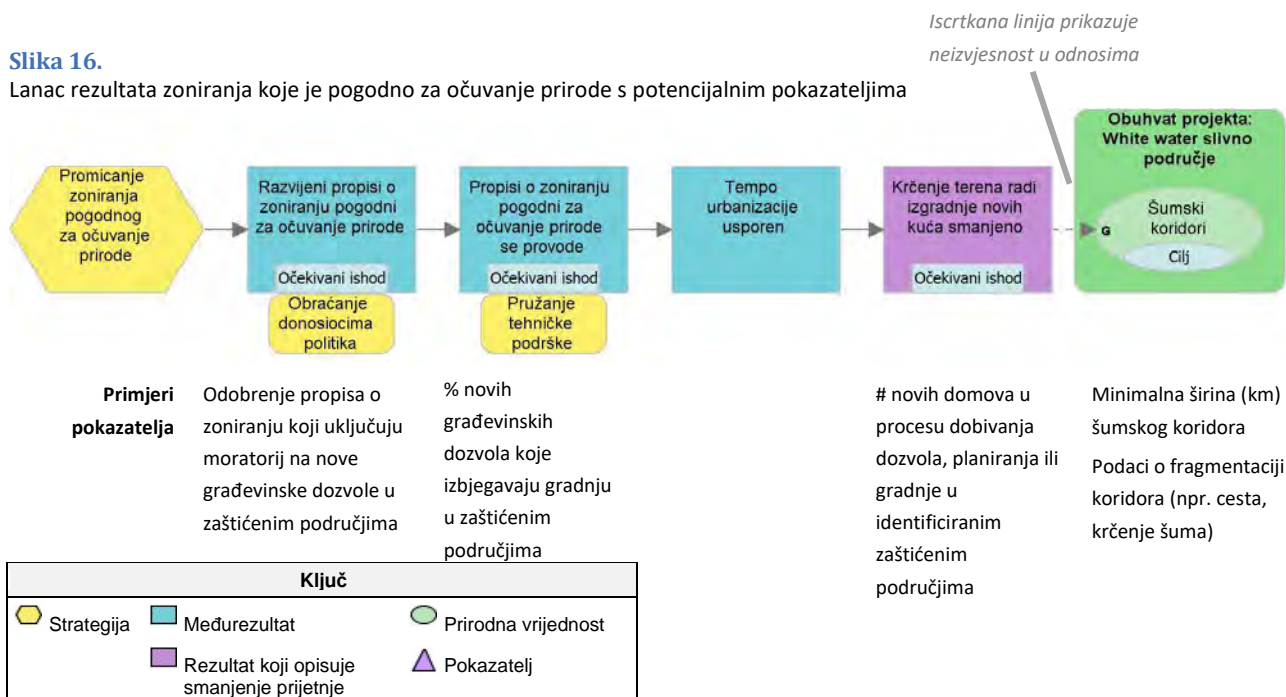 Iscrtkana linija prikazuje
neizvjesnost u odnosima
Slika 16.
Lanac rezultata zoniranja koje je pogodno za očuvanje prirode s potencijalnim pokazateljima
Promicanje
zoniranja
pogodnog
za očuvanje
prirode
Razvijeni propisi o
zoniranju pogodni
za očuvanje prirode
Očekivani ishod
Obraćanje
donosiocima
politika
Propisi o zoniranju
pogodni za
očuvanje prirode
se provode
Očekivani ishod
Pružanje
tehničke
podrške
Tempo
urbanizacije
usporen
Krčenje terena radi
izgradnje novih
kuća smanjeno
Očekivani ishod
Obuhvat projekta:
White water slivno
područje
G
Šumski
koridori
Cilj
Primjeri
pokazatelja
Odobrenje propisa o
zoniranju koji uključuju
moratorij na nove
građevinske dozvole u
zaštićenim područjima
% novih
građevinskih
dozvola koje
izbjegavaju gradnju
u zaštićenim
područjima
# novih domova u
procesu dobivanja
dozvola, planiranja ili
gradnje u
identificiranim
zaštićenim
područjima
Minimalna širina (km)
šumskog koridora
Podaci o fragmentaciji
koridora (npr. cesta,
krčenje šuma)
Ključ
Strategija
Međurezultat
Prirodna vrijednost
Rezultat koji opisuje
smanjenje prijetnje
Pokazatelj